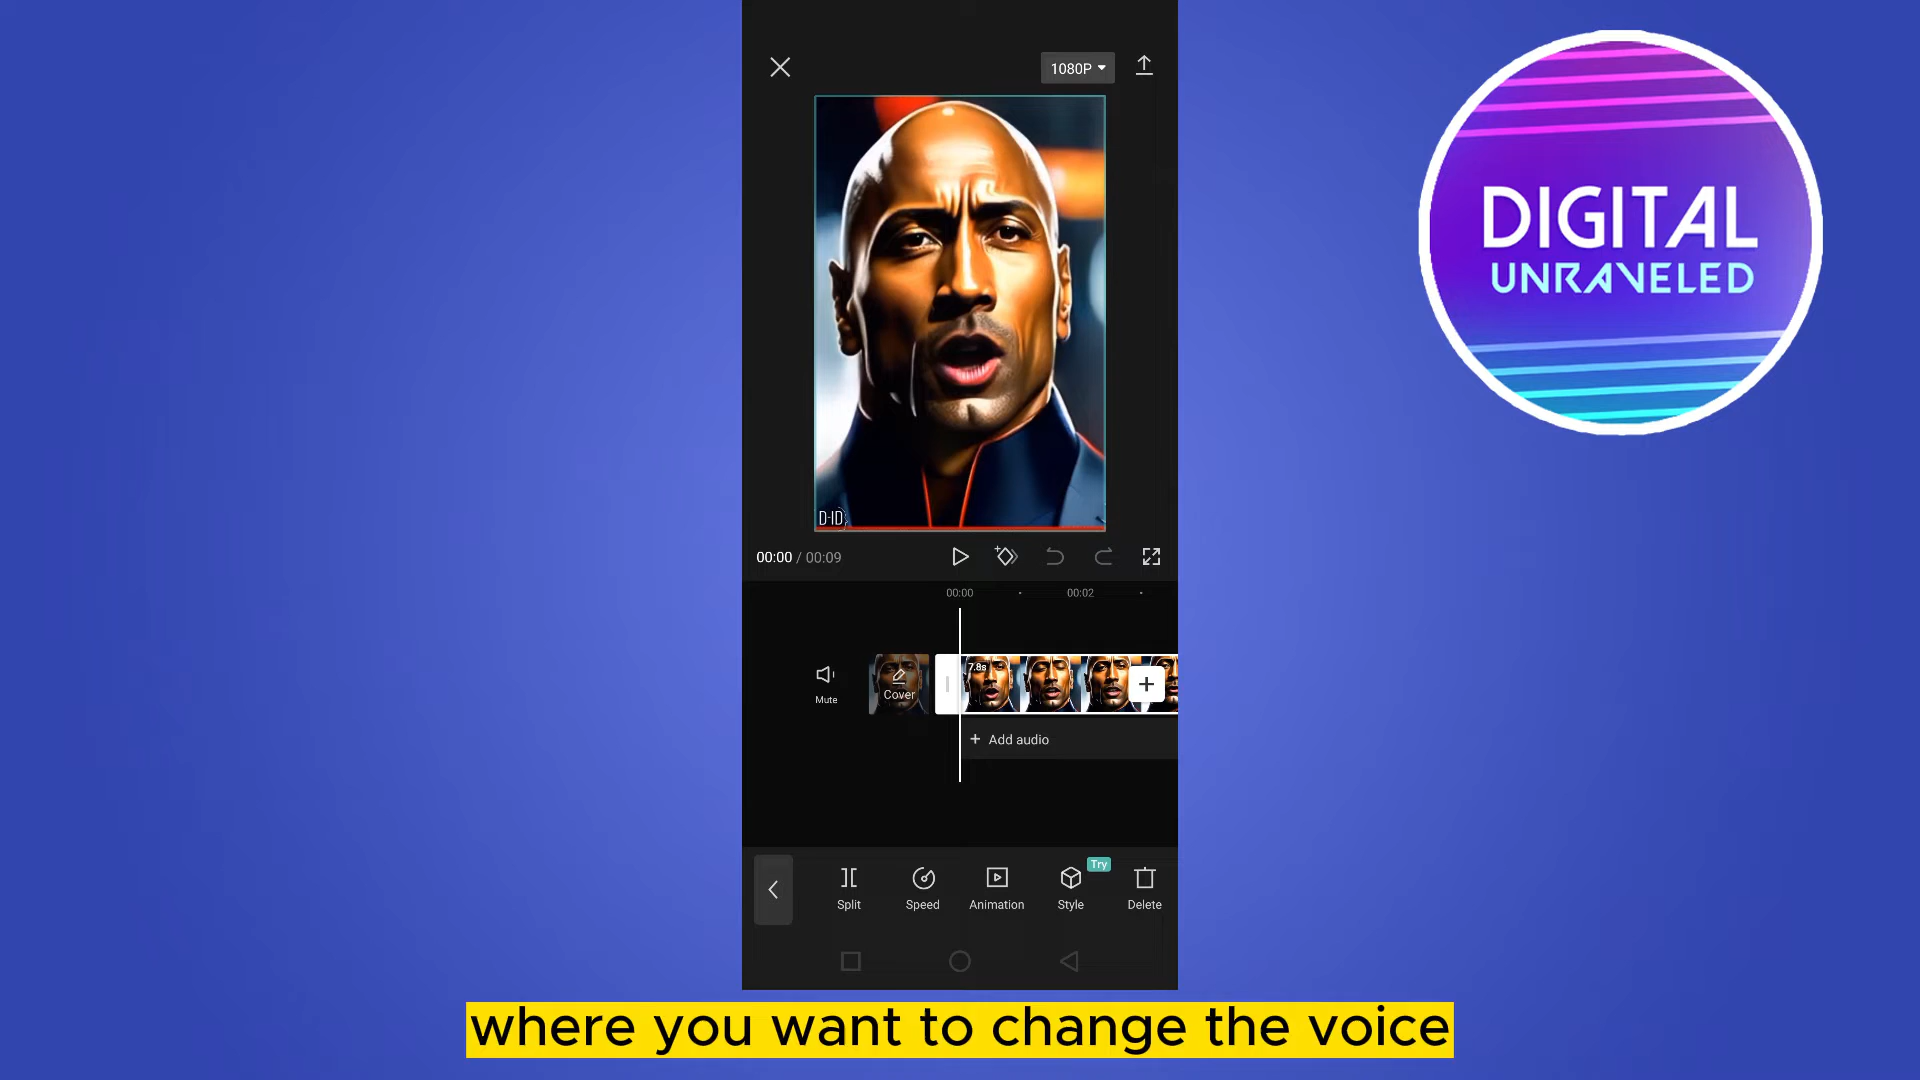 1080P
DIGITAL
UNRAVELED
D-ID
00:00 / 00:09
00:00
00:02
7.8s
Mute
Cover
+
+ Add audio
Try
Split
Speed
Animation
Style
Delete
where you want to change the voice